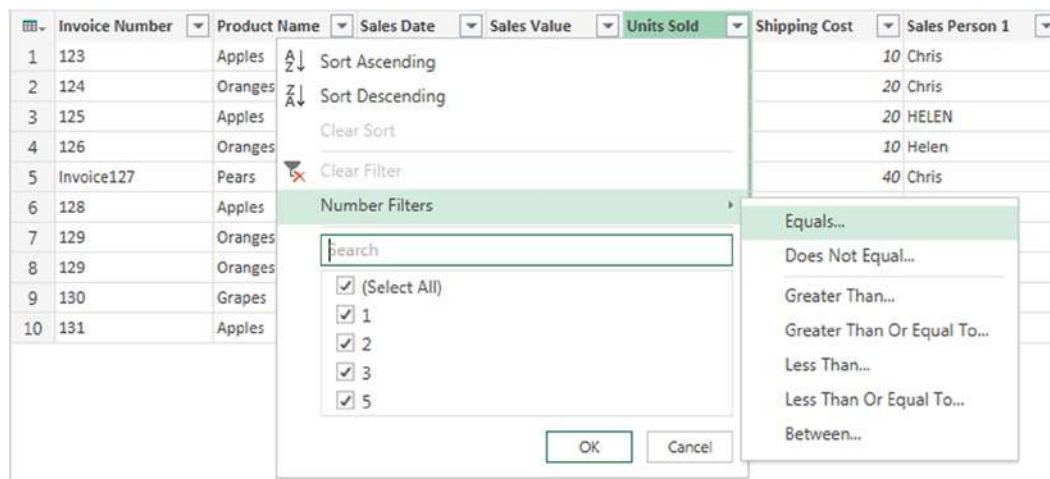 Invoice Number Product Name Sales Date Sales Value Units Sold Shipping Cost Sales Person 1
1 123 Apples 10 Chris
2 124 Oranges 20 Chris
3 125 Apples 20 HELEN
4 126 Oranges 10 Helen
5 Invoice127 Pears 40 Chris
6 128 Apples
7 129 Oranges
8 129 Oranges
9 130 Grapes
10 131 Apples
Sort Ascending
Sort Descending
Clear Sort
Clear Filter
Number Filters
Search
(Select All)
1
2
3
5
OK Cancel
Equals...
Does Not Equal...
Greater Than...
Greater Than Or Equal To...
Less Than...
Less Than Or Equal To...
Between...